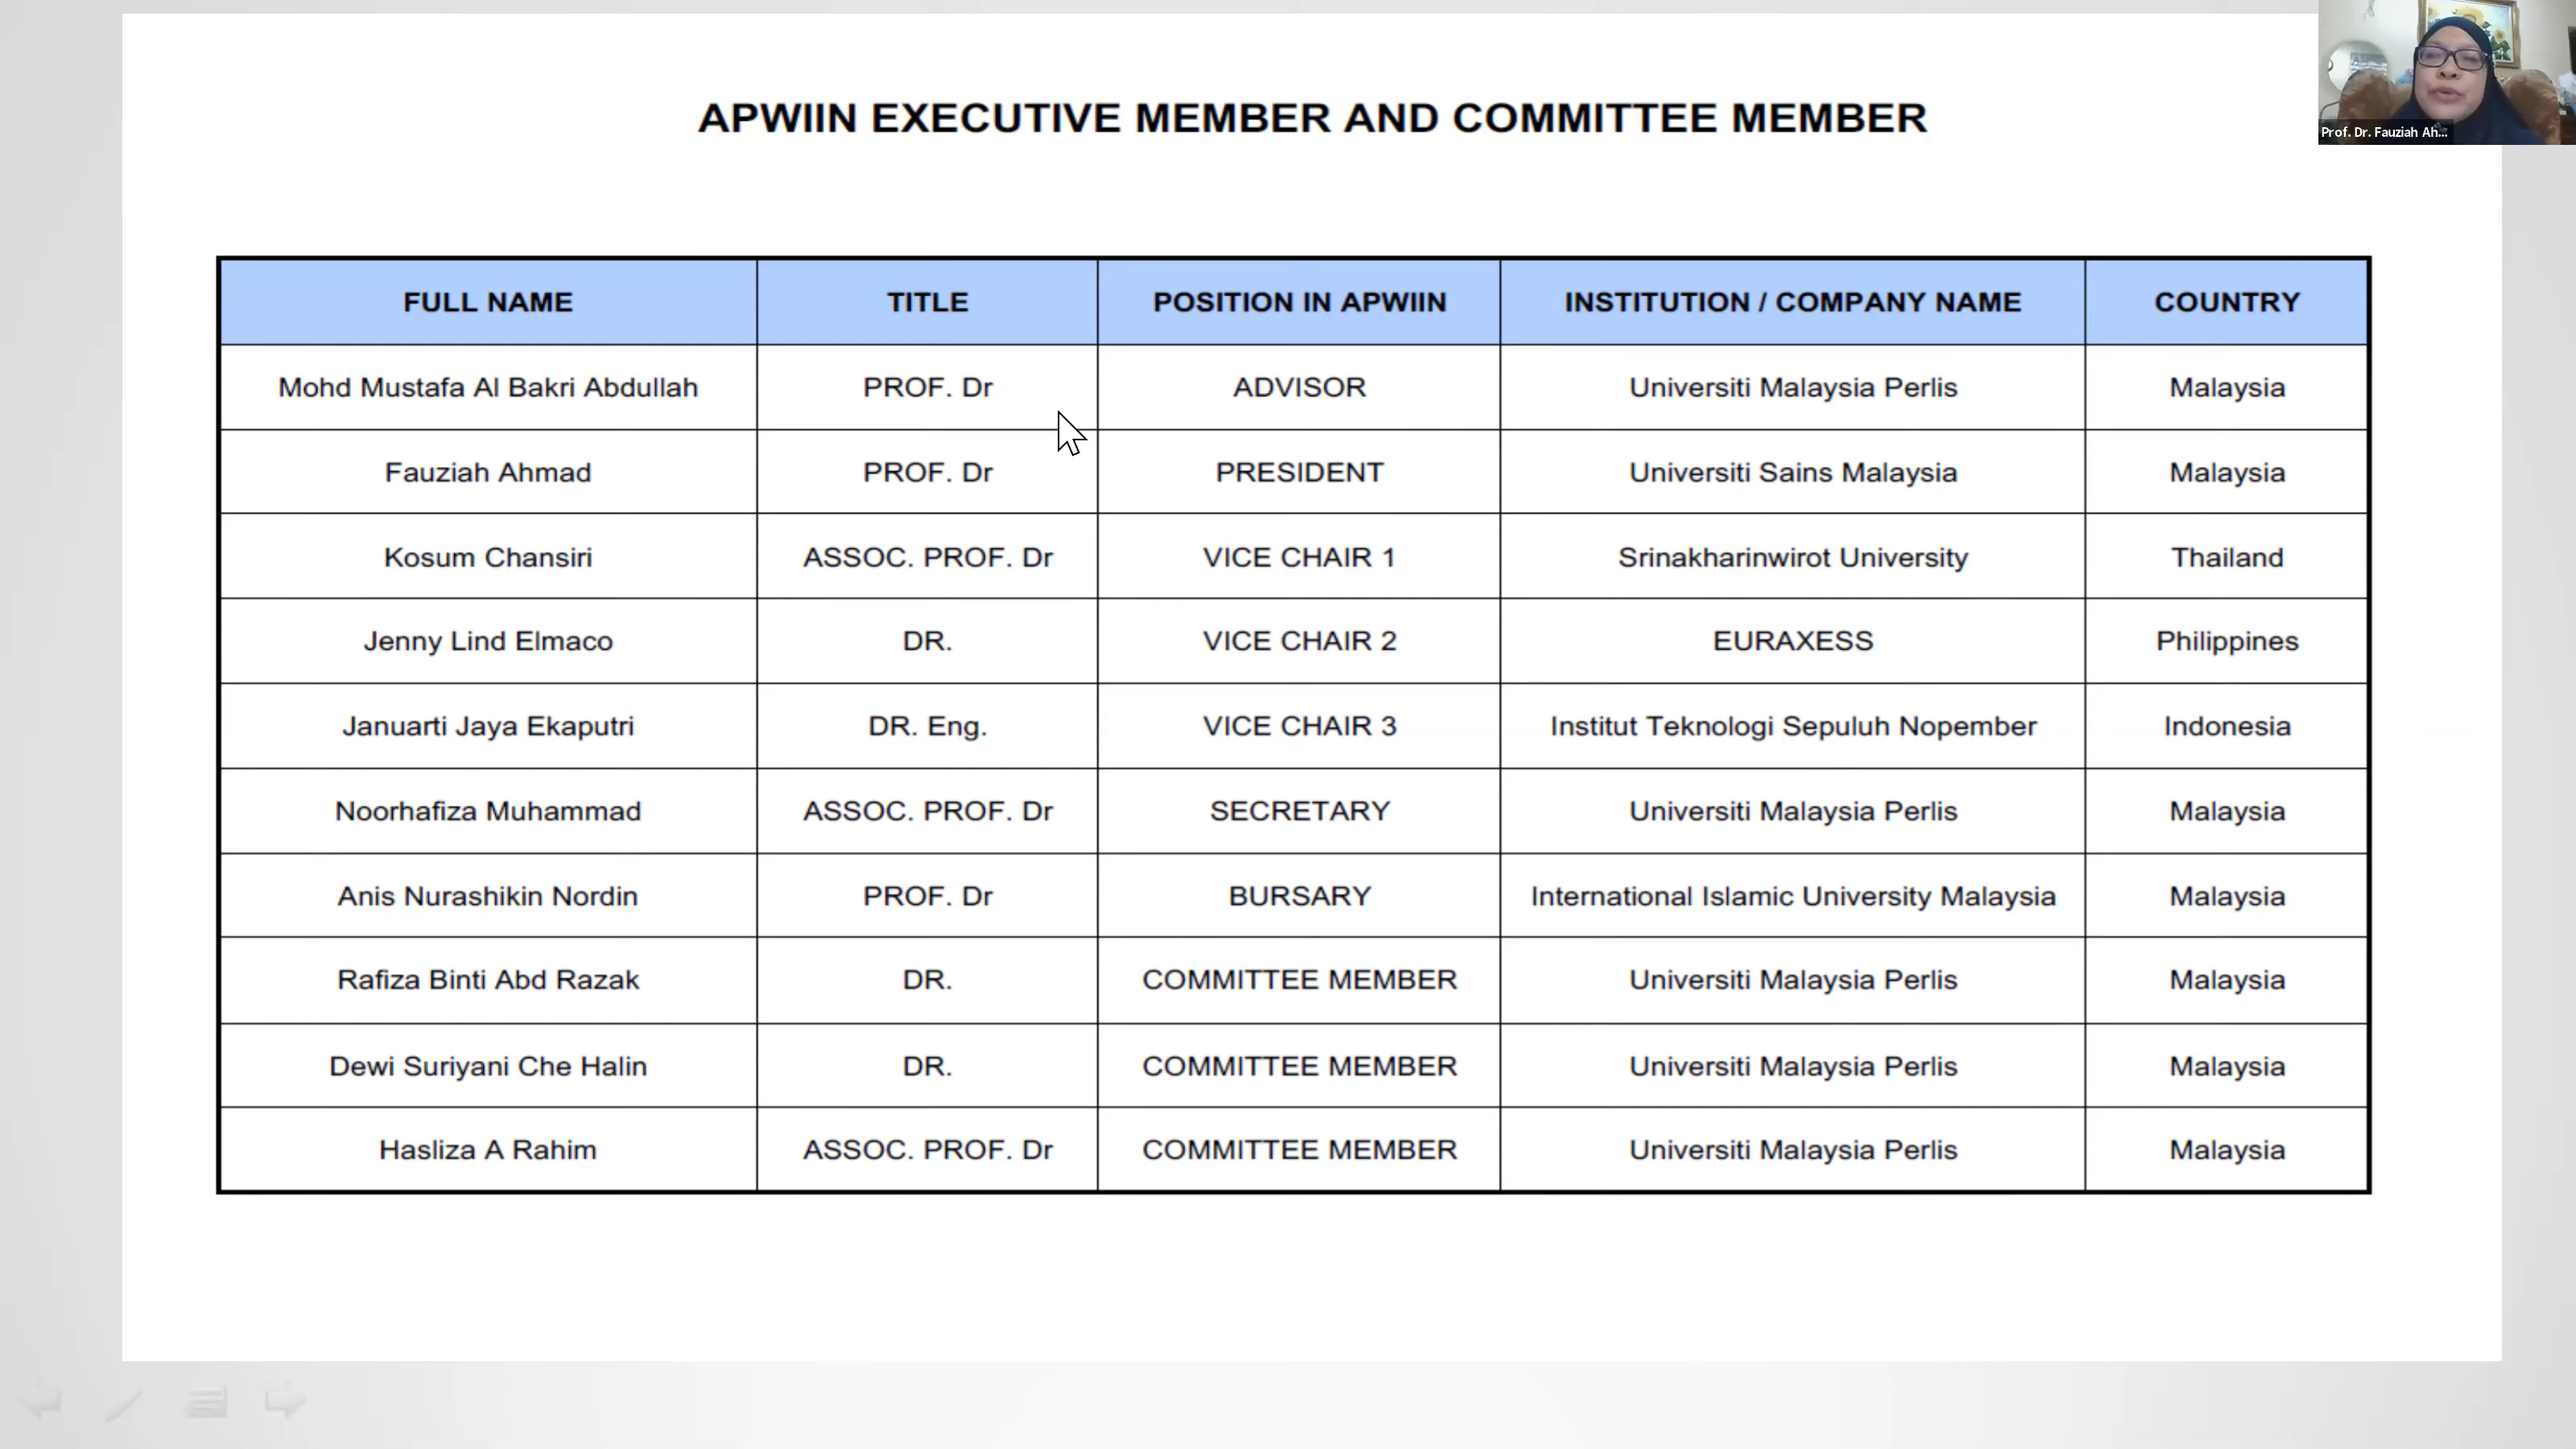 APWIIN EXECUTIVE MEMBER AND COMMITTEE MEMBER
Prof. Dr. Fauziah Ah...
FULL NAME TITLE POSITION IN APWIIN INSTITUTION / COMPANY NAME COUNTRY
Mohd Mustafa Al Bakri Abdullah PROF. Dr ADVISOR Universiti Malaysia Perlis Malaysia
Fauziah Ahmad PROF. Dr PRESIDENT Universiti Sains Malaysia Malaysia
Kosum Chansiri ASSOC. PROF. Dr VICE CHAIR 1 Srinakharinwirot University Thailand
Jenny Lind Elmaco DR. VICE CHAIR 2 EURAXESS Philippines
Januarti Jaya Ekaputri DR. Eng. VICE CHAIR 3 Institut Teknologi Sepuluh Nopember Indonesia
Noorhafiza Muhammad ASSOC. PROF. Dr SECRETARY Universiti Malaysia Perlis Malaysia
Anis Nurashikin Nordin PROF. Dr BURSARY International Islamic University Malaysia Malaysia
Rafiza Binti Abd Razak DR. COMMITTEE MEMBER Universiti Malaysia Perlis Malaysia
Dewi Suriyani Che Halin DR. COMMITTEE MEMBER Universiti Malaysia Perlis Malaysia
Hasliza A Rahim ASSOC. PROF. Dr COMMITTEE MEMBER Universiti Malaysia Perlis Malaysia